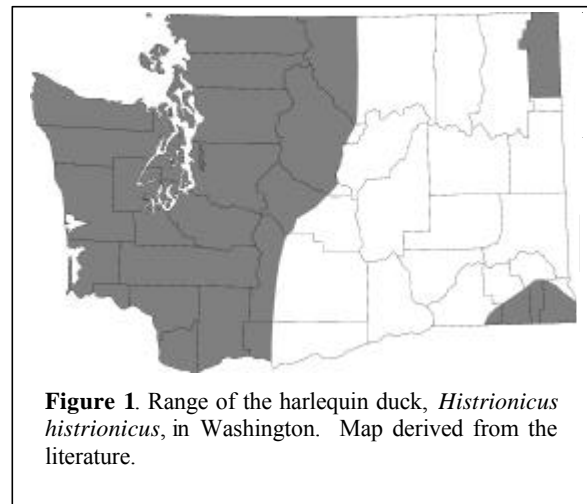 Figure 1. Range of the harlequin duck, Histrionicus
histrionicus, in Washington. Map derived from the
literature.